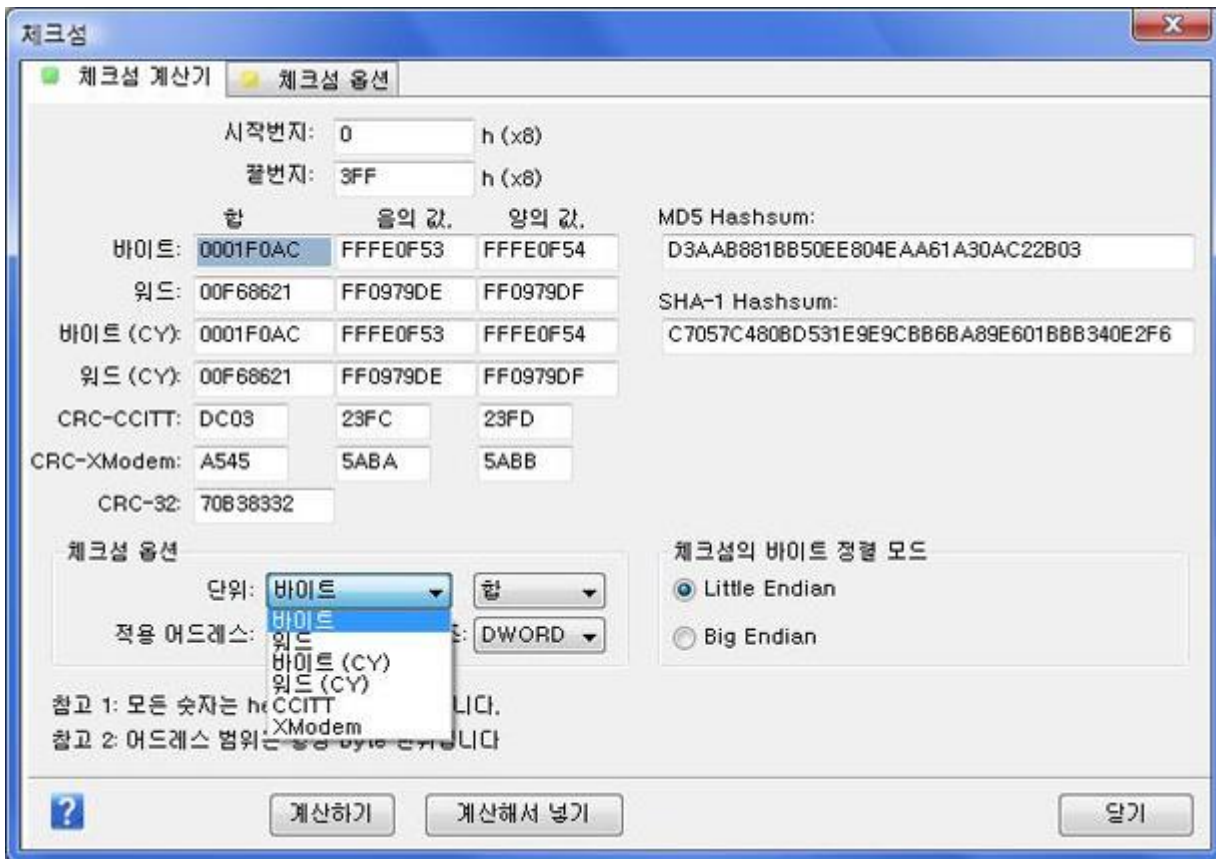 체크섬
체크섬 계산기 체크섬 옵션
시작번지: 0 h (x8)
끝번지: 3FF h (x8)
합 음의 값. 양의 값.
바이트: 0001F0AC FFFE0F53 FFFE0F54
워드: 00F68621 FF0979DE FF0979DF
바이트 (CY): 0001F0AC FFFE0F53 FFFE0F54
워드 (CY): 00F68621 FF0979DE FF0979DF
CRC-CCITT: DC03 23FC 23FD
CRC-XModem: A545 5ABA 5ABB
CRC-32: 70B38332
MD5 Hashsum:
D3AAB881BB50EE804EAA61A30AC22B03
SHA-1 Hashsum:
C7057C480BD531E9E9CBB6BA89E601BBB340E2F6
체크섬 옵션
단위: 바이트 합
적용 어드레스: DWORD
바이트
워드
바이트 (CY)
워드 (CY)
CCITT
XModem
체크섬의 바이트 정렬 모드
Little Endian
Big Endian
참고 1: 모든 숫자는
참고 2: 어드레스 범위는
계산하기 계산해서 넣기 닫기